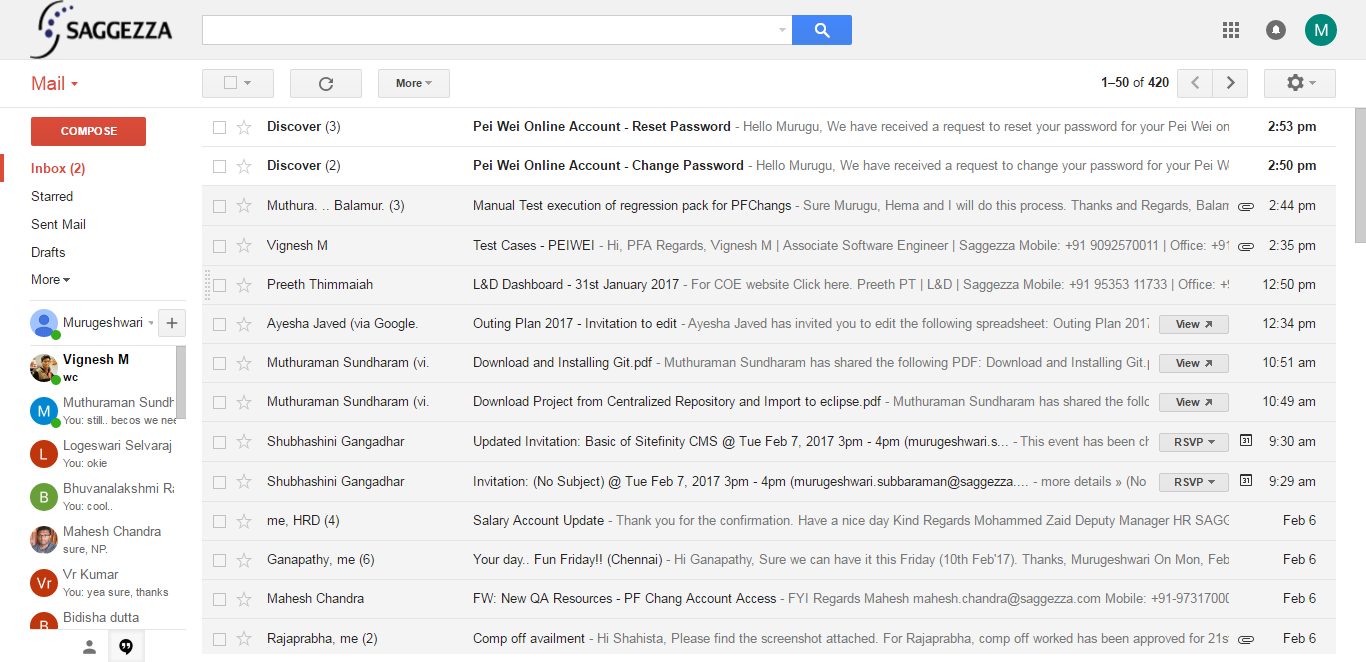 SAGGEZZA
M
Mail
More
1–50 of 420
COMPOSE
Inbox (2)
Starred
Sent Mail
Drafts
More
Murugeshwari
+
Vignesh M
wc
M
Muthuraman Sundh
You: still.. becos we nee
L
Logeswari Selvaraj
You: okie
B
Bhuvanalakshmi Ra
You: cool..
Mahesh Chandra
sure, NP.
Vr
Vr Kumar
You: yea sure, thanks
B
Bidisha dutta
Discover (3) Pei Wei Online Account - Reset Password - Hello Murugu, We have received a request to reset your password for your Pei Wei on 2:53 pm
Discover (2) Pei Wei Online Account - Change Password - Hello Murugu, We have received a request to change your password for your Pei W 2:50 pm
Muthura. .. Balamur. (3) Manual Test execution of regression pack for PFChangs - Sure Murugu, Hema and I will do this process. Thanks and Regards, Balam 2:44 pm
Vignesh M Test Cases - PEIWEI - Hi, PFA Regards, Vignesh M | Associate Software Engineer | Saggezza Mobile: +91 9092570011 | Office: +91 2:35 pm
Preeth Thimmaiah L&D Dashboard - 31st January 2017 - For COE website Click here. Preeth PT | L&D | Saggezza Mobile: +91 95353 11733 | Office: +9 12:50 pm
Ayesha Javed (via Google. Outing Plan 2017 - Invitation to edit - Ayesha Javed has invited you to edit the following spreadsheet: Outing Plan 2017 View 12:34 pm
Muthuraman Sundharam (vi. Download and Installing Git.pdf - Muthuraman Sundharam has shared the following PDF: Download and Installing Git.p View 10:51 am
Muthuraman Sundharam (vi. Download Project from Centralized Repository and Import to eclipse.pdf - Muthuraman Sundharam has shared the follo View 10:49 am
Shubhashini Gangadhar Updated Invitation: Basic of Sitefinity CMS @ Tue Feb 7, 2017 3pm - 4pm (murugeshwari.s... - This event has been ch RSVP 31 9:30 am
Shubhashini Gangadhar Invitation: (No Subject) @ Tue Feb 7, 2017 3pm - 4pm (murugeshwari.subbaraman@saggezza.... - more details » (No RSVP 31 9:29 am
me, HRD (4) Salary Account Update - Thank you for the confirmation. Have a nice day Kind Regards Mohammed Zaid Deputy Manager HR SAGG Feb 6
Ganapathy, me (6) Your day.. Fun Friday!! (Chennai) - Hi Ganapathy, Sure we can have it this Friday (10th Feb'17). Thanks, Murugeshwari On Mon, Feb Feb 6
Mahesh Chandra FW: New QA Resources - PF Chang Account Access - FYI Regards Mahesh mahesh.chandra@saggezza.com Mobile: +91-97317000 Feb 6
Rajaprabha, me (2) Comp off availment - Hi Shahista, Please find the screenshot attached. For Rajaprabha, comp off worked has been approved for 21s Feb 6